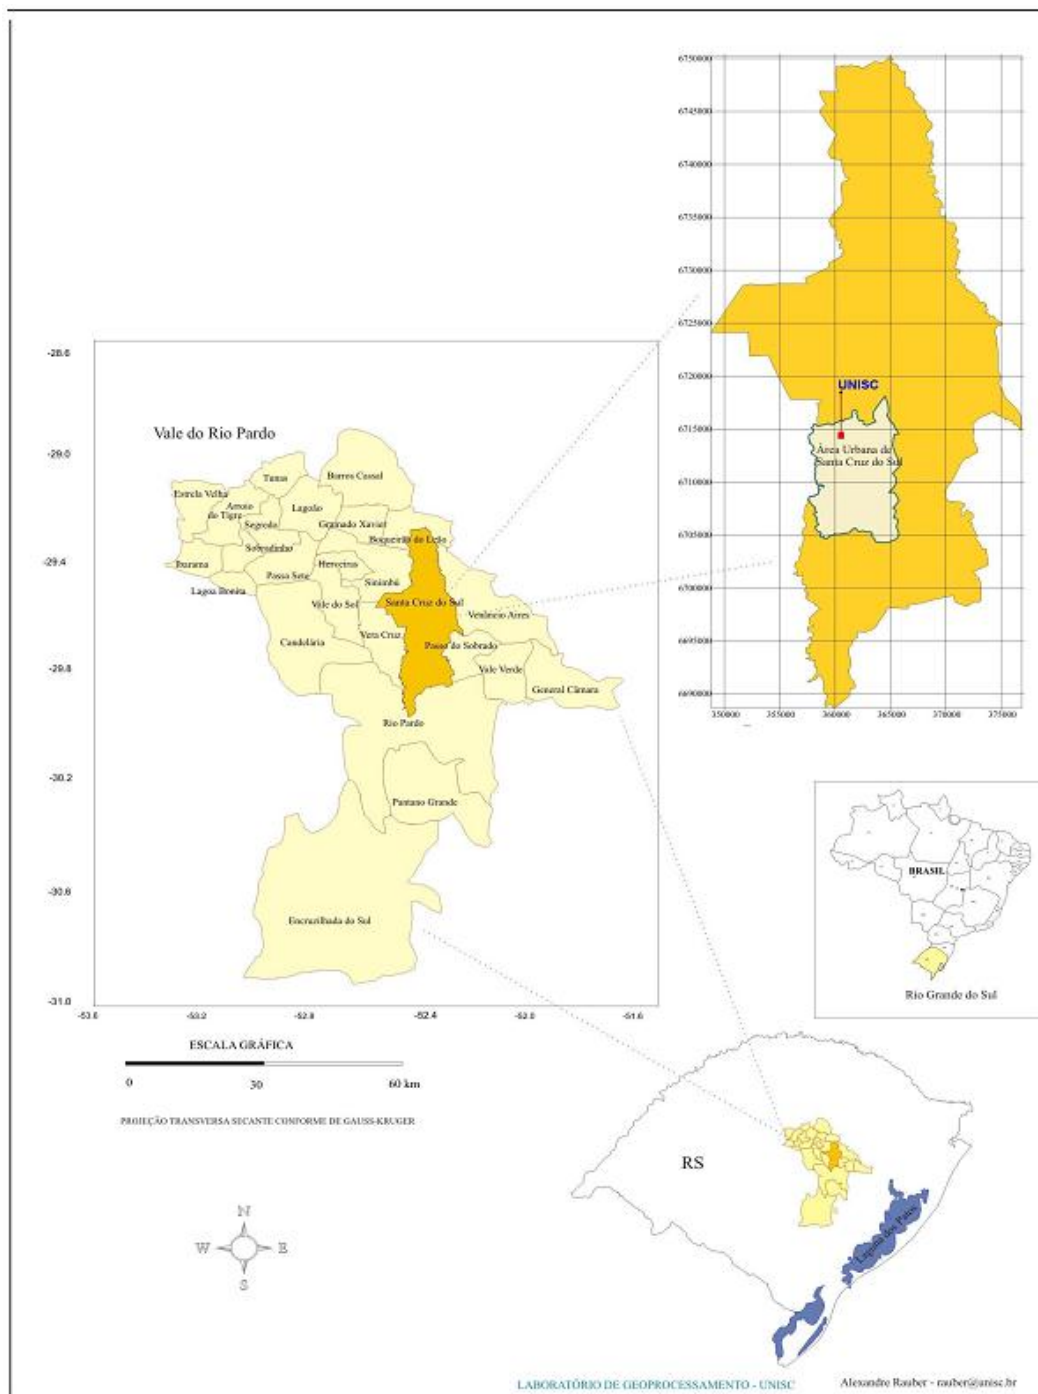 6750000
6745000
6740000
6735000
6730000
6725000
6720000
6715000
6710000
6705000
6700000
6695000
6690000
350000 355000 360000 365000 370000 375000
UNISC
Área Urbana de
Santa Cruz do Sul
-28.6
-29.0
-29.4
-29.8
-30.2
-30.6
-31.0
-53.6 -53.2 -52.8 -52.4 -52.0 -51.6
Vale do Rio Pardo
Tunas
Barros Cassal
Estrela Velha
Arroio
do Tigre
Lagoão
Segredo
Gramado Xavier
Boqueirão do Leão
Sobradinho
Ibarama
Passa Sete
Herveiras
Sinimbú
Lagoa Bonita
Vale do Sol
Santa Cruz do Sul
Venâncio Aires
Candelária
Vera Cruz
Passo do Sobrado
Vale Verde
General Câmara
Rio Pardo
Pantano Grande
Encruzilhada do Sul
BRASIL
Rio Grande do Sul
ESCALA GRÁFICA
0 30 60 km
PROJEÇÃO TRANSVERSA SECANTE CONFORME DE GAUSS-KRUGER
RS
Laguna dos Patos
N
W E
S
LABORATÓRIO DE GEOPROCESSAMENTO - UNISC
Alexandre Rauber - rauber@unisc.br